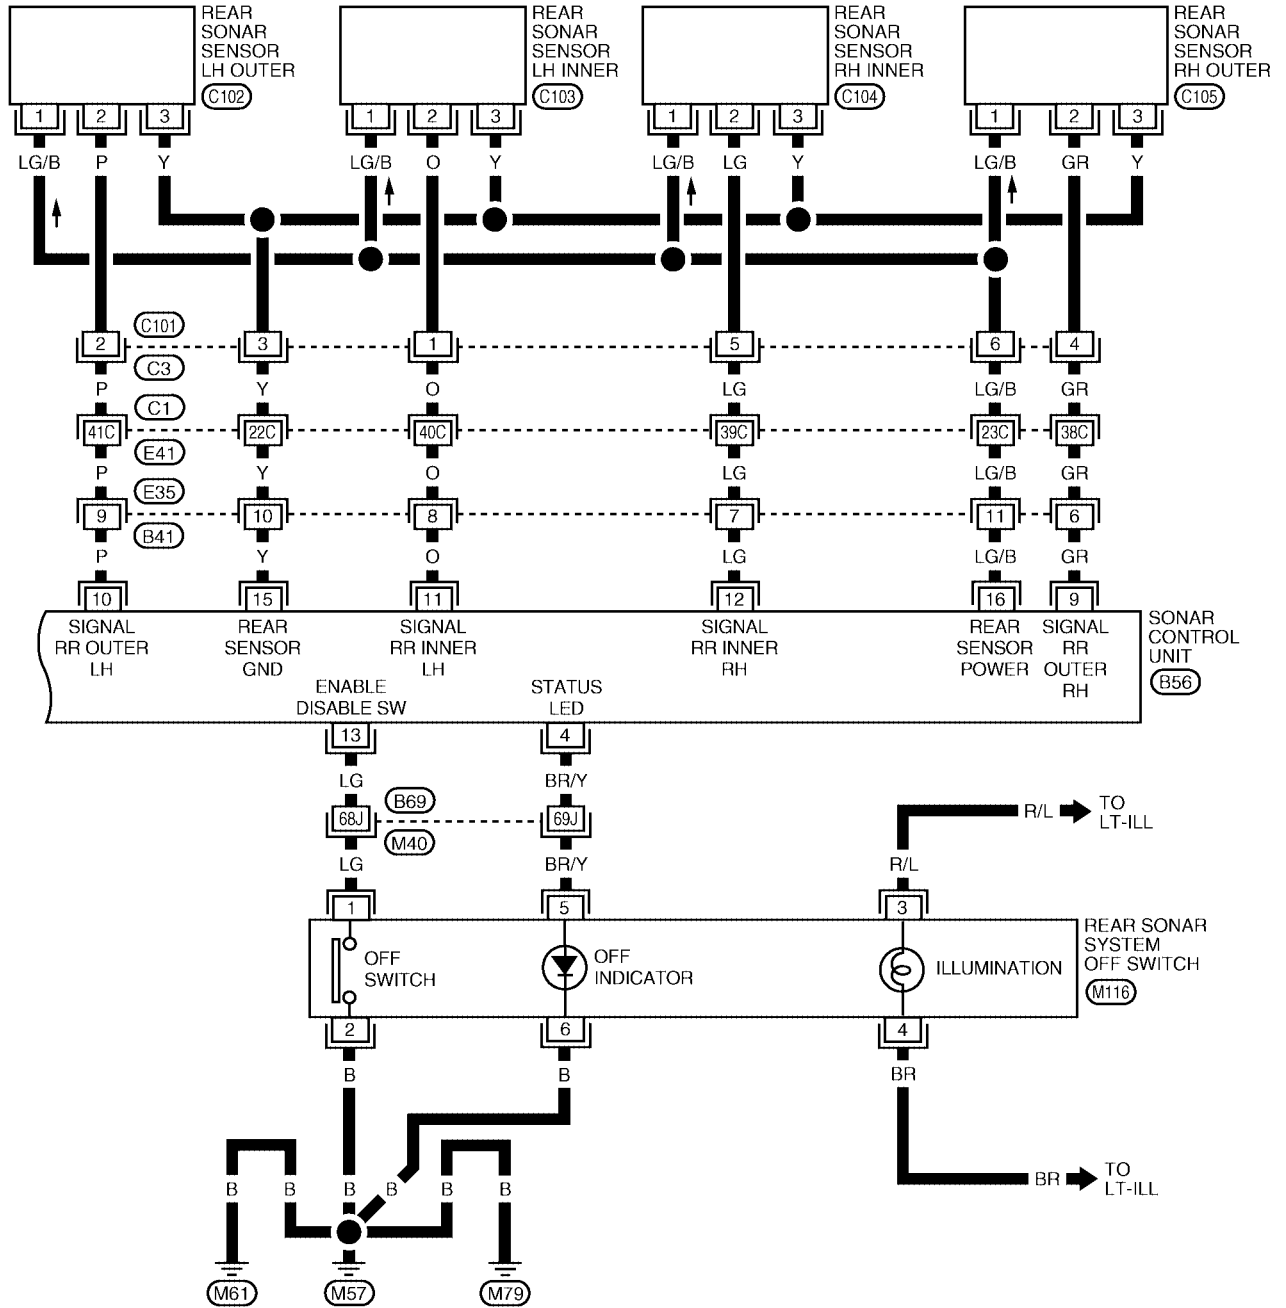 REAR
SONAR
SENSOR
LH OUTER
C102
REAR
SONAR
SENSOR
LH INNER
C103
REAR
SONAR
SENSOR
RH INNER
C104
REAR
SONAR
SENSOR
RH OUTER
C105
1 2 3 1 2 3 1 2 3 1 2 3
LG/B P Y LG/B O Y LG/B LG Y LG/B GR Y
C101
2 3 1 5 6 4
C3
P Y O LG LG/B GR
C1
41C 22C 40C 39C 23C 38C
E41
P Y O LG LG/B GR
E35
9 10 8 7 11 6
B41
P Y O LG LG/B GR
10 15 11 12 16 9
SIGNAL
RR OUTER
LH
REAR
SENSOR
GND
SIGNAL
RR INNER
LH
SIGNAL
RR INNER
RH
REAR
SENSOR
POWER
SIGNAL
RR
OUTER
RH
SONAR
CONTROL
UNIT
B56
ENABLE
DISABLE SW
STATUS
LED
13 4
LG BR/Y
B69
68J 69J
M40
LG BR/Y
R/L
TO
LT-ILL
R/L
1 5 3
OFF
SWITCH
OFF
INDICATOR
ILLUMINATION
REAR SONAR
SYSTEM
OFF SWITCH
M116
2 6 4
B B BR
B B B B B B
BR
TO
LT-ILL
M61 M57 M79